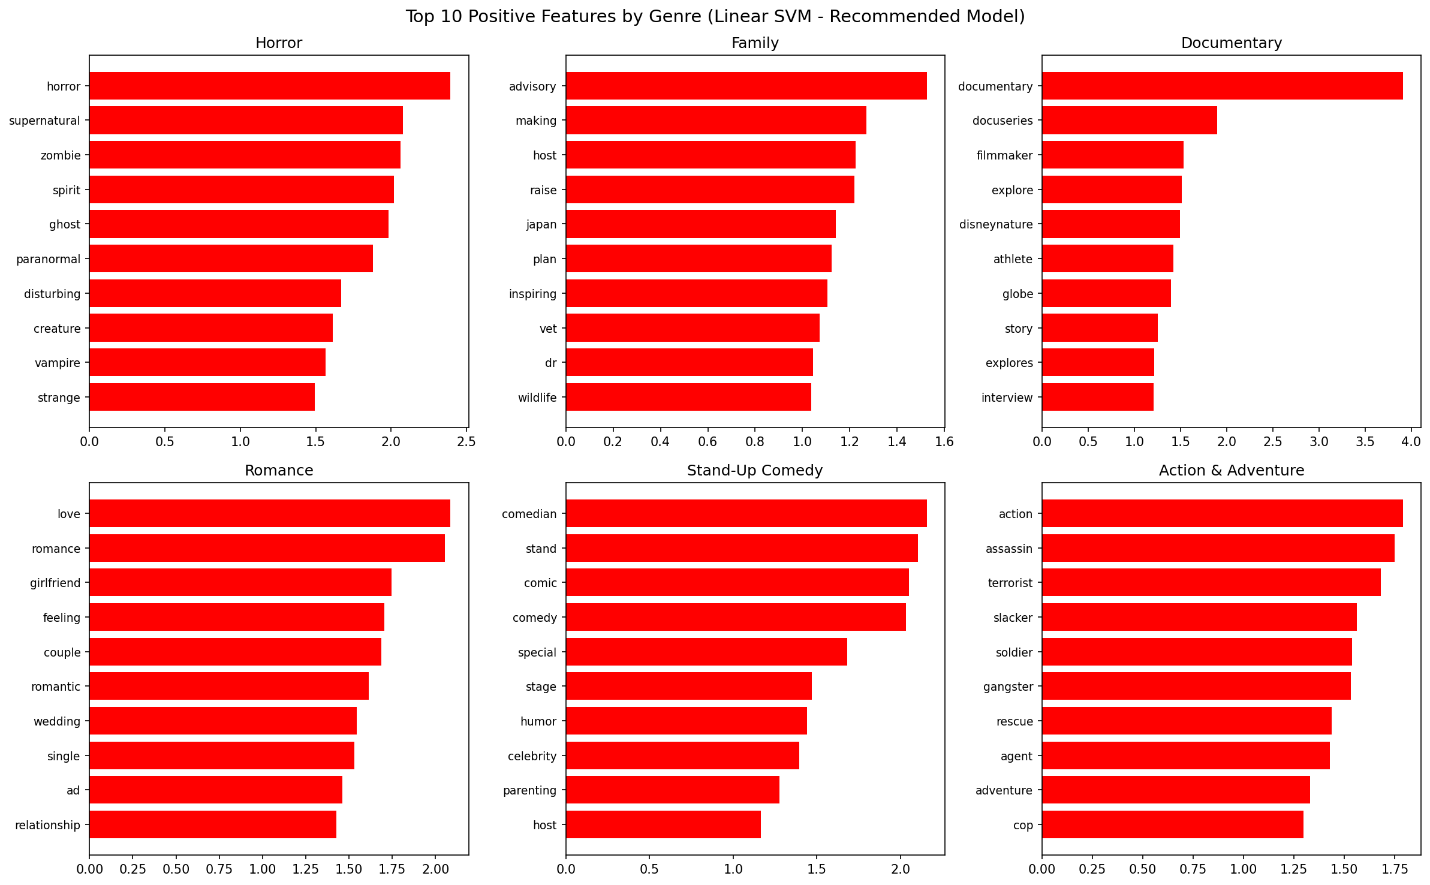 Top 10 Positive Features by Genre (Linear SVM - Recommended Model)
Horror
horror
supernatural
zombie
spirit
ghost
paranormal
disturbing
creature
vampire
strange
0.0 0.5 1.0 1.5 2.0 2.5
Family
advisory
making
host
raise
japan
plan
inspiring
vet
dr
wildlife
0.0 0.2 0.4 0.6 0.8 1.0 1.2 1.4 1.6
Documentary
documentary
docuseries
filmmaker
explore
disneynature
athlete
globe
story
explores
interview
0.0 0.5 1.0 1.5 2.0 2.5 3.0 3.5 4.0
Romance
love
romance
girlfriend
feeling
couple
romantic
wedding
single
ad
relationship
0.00 0.25 0.50 0.75 1.00 1.25 1.50 1.75 2.00
Stand-Up Comedy
comedian
stand
comic
comedy
special
stage
humor
celebrity
parenting
host
0.0 0.5 1.0 1.5 2.0
Action & Adventure
action
assassin
terrorist
slacker
soldier
gangster
rescue
agent
adventure
cop
0.00 0.25 0.50 0.75 1.00 1.25 1.50 1.75